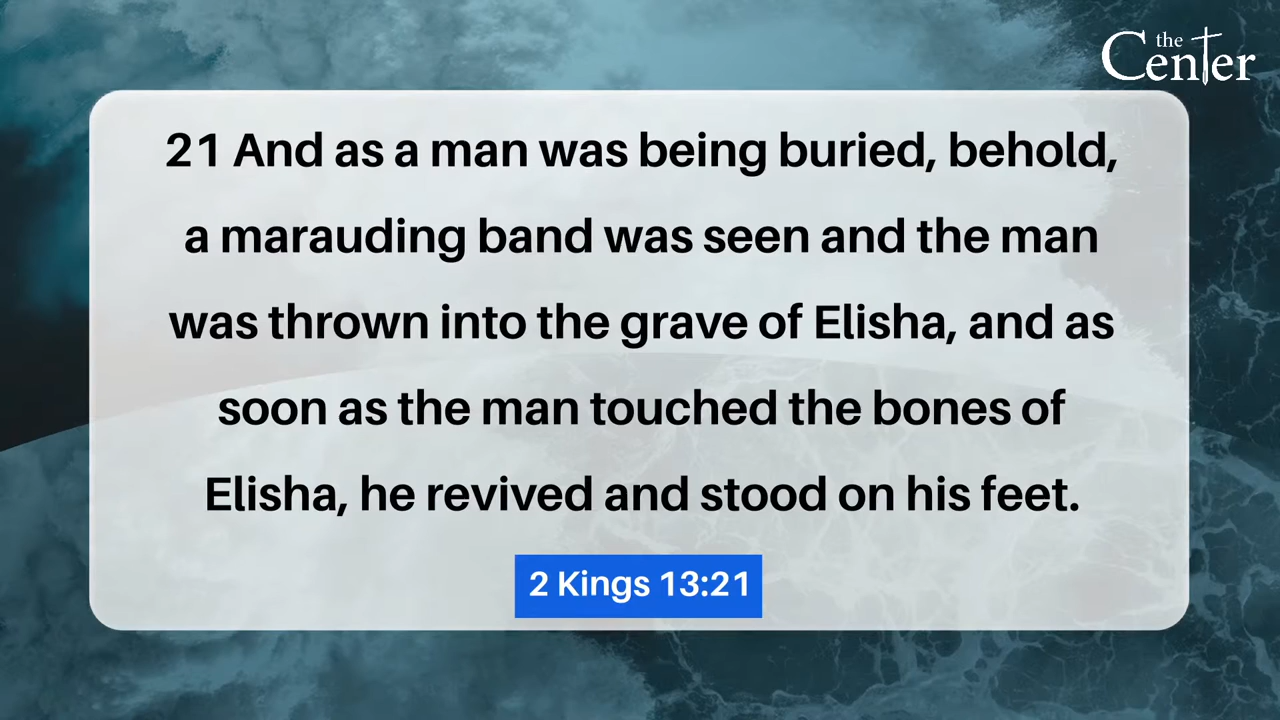 the
Center
21 And as a man was being buried, behold,
a marauding band was seen and the man
was thrown into the grave of Elisha, and as
soon as the man touched the bones of
Elisha, he revived and stood on his feet.
2 Kings 13:21